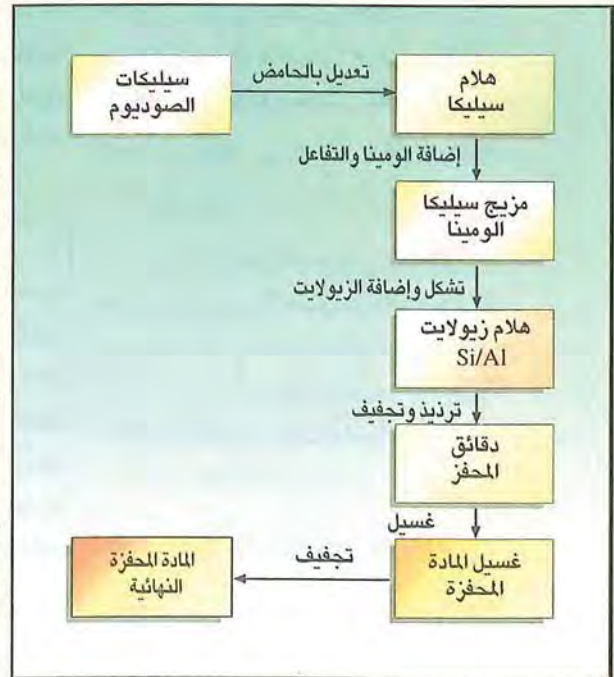 سيليكات
الصوديوم
تعديل بالحامض
هلام
سيليكا
إضافة الومينا والتفاعل
مزيج سيليكا
الومينا
تشكل وإضافة الزيولايت
هلام زيولايت
Si/Al
ترذيذ وتجفيف
دقائق
المحفز
غسيل
غسيل المادة
المحفزة
تجفيف
المادة المحفزة
النهائية